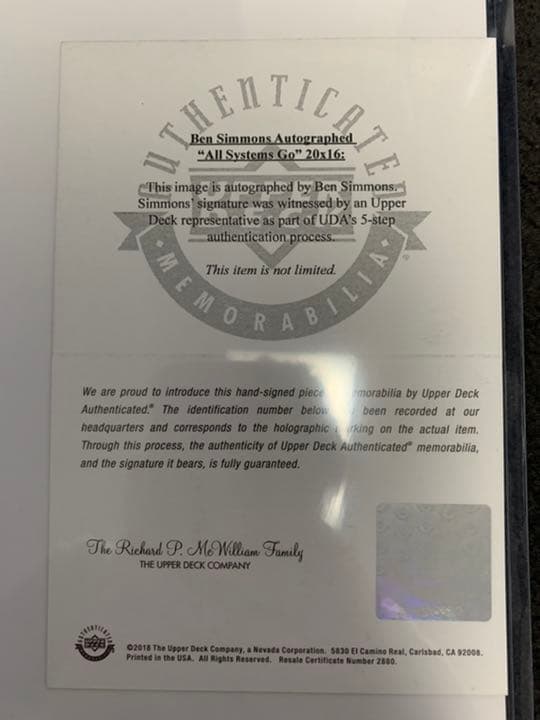 AUTHENTICATED
Ben Simmons Autographed
“All Systems Go” 20x16:
This image is autographed by Ben Simmons.
Simmons’ signature was witnessed by an Upper
Deck representative as part of UDA’s 5-step
authentication process.
This item is not limited.
MEMORABILIA
We are proud to introduce this hand-signed piece memorabilia by Upper Deck
Authenticated.® The identification number below been recorded at our
headquarters and corresponds to the holographic marking on the actual item.
Through this process, the authenticity of Upper Deck Authenticated® memorabilia,
and the signature it bears, is fully guaranteed.
The Richard P. McWilliam Family
THE UPPER DECK COMPANY
AUTHENTICATED
©2018 The Upper Deck Company, a Nevada Corporation. 5830 El Camino Real, Carlsbad, CA 92008.
Printed in the USA. All Rights Reserved. Resale Certificate Number 2880.